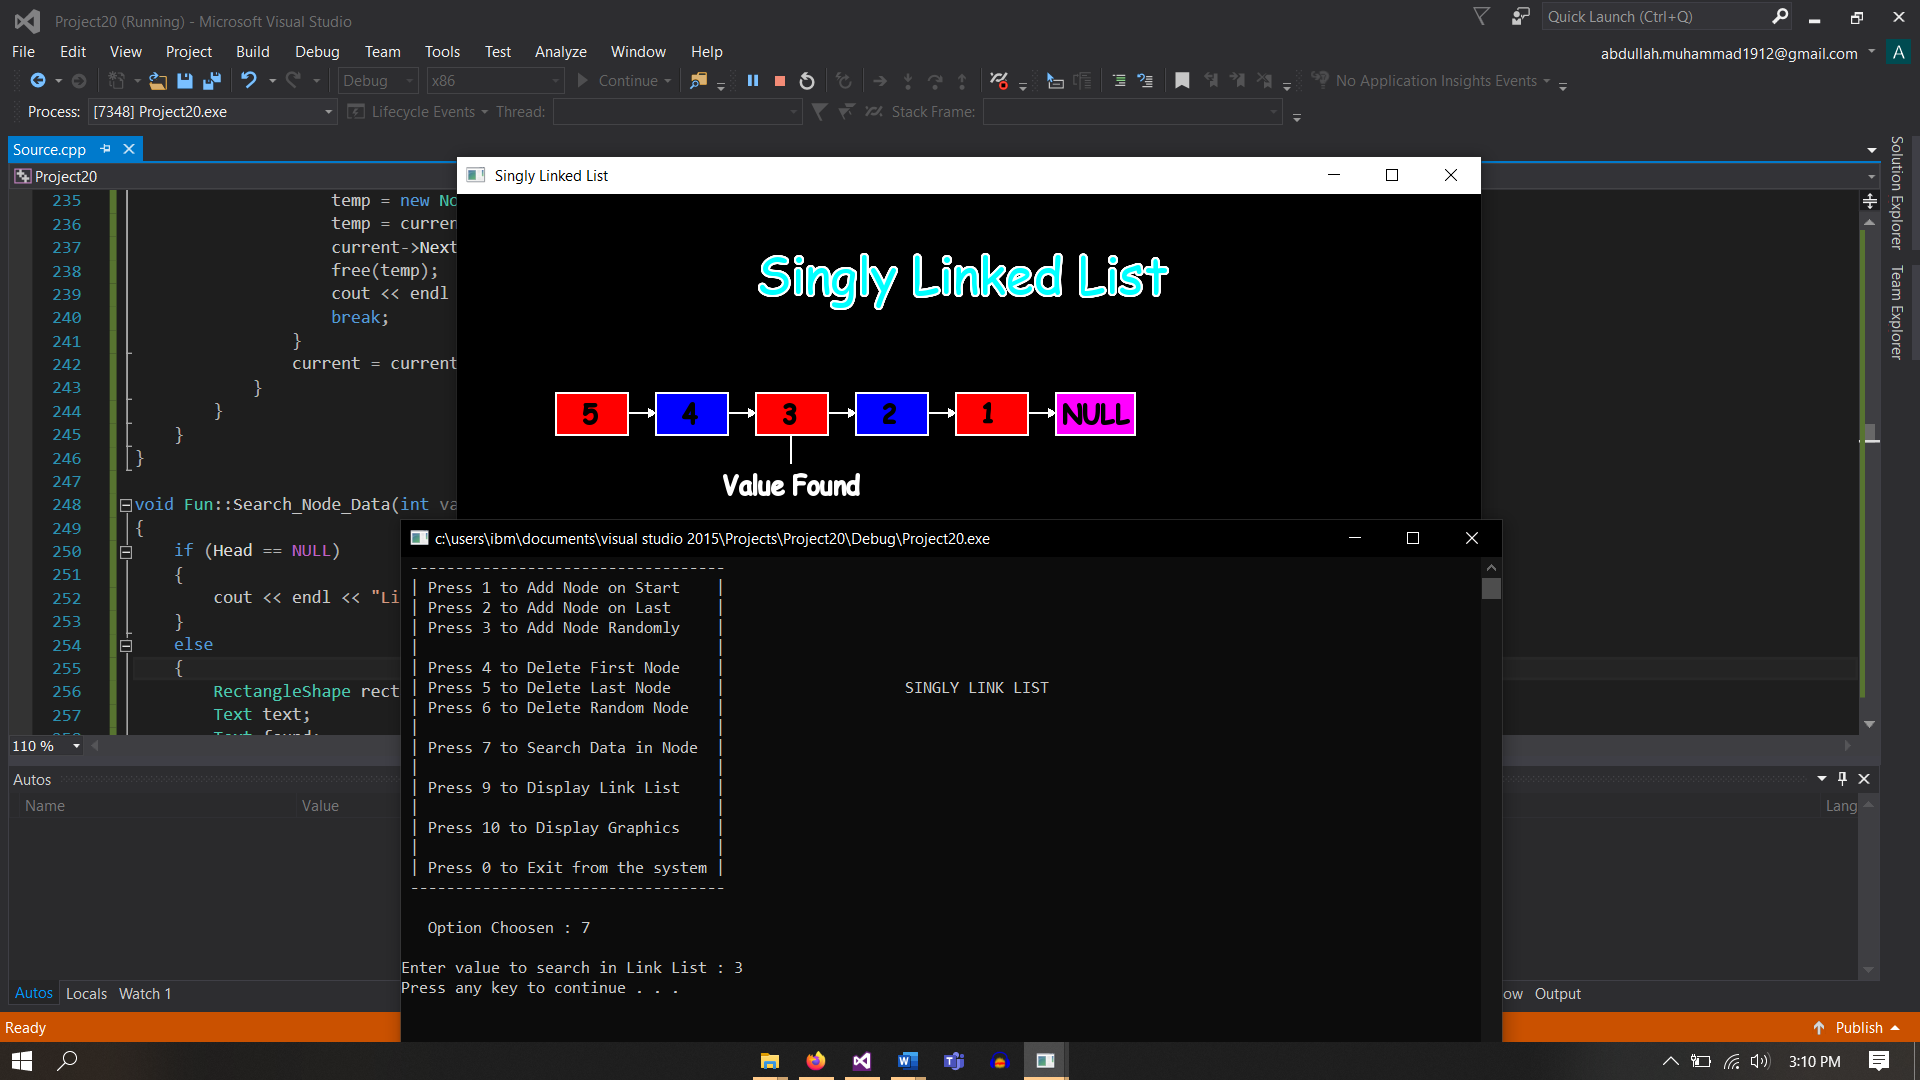 Project20 (Running) - Microsoft Visual Studio
Quick Launch (Ctrl+Q)
File Edit View Project Build Debug Team Tools Test Analyze Window Help
abdullah.muhammad1912@gmail.com A
Debug x86 Continue No Application Insights Events
Process: [7348] Project20.exe Lifecycle Events Thread: Stack Frame:
Source.cpp
Project20
235 temp = new
236 temp =
237 current->Next
238 free(temp);
239 cout << endl
240 break;
241 }
242 current = current
243 }
244 }
245 }
246 }
247
248 void Fun::Search_Node_Data(int
249 {
250 if (Head == NULL)
251 {
252 cout << endl << "Li
253 }
254 else
255 {
256 RectangleShape rect
257 Text text;
110 %
Autos
Name Value
Lang
Autos Locals Watch 1
Output
Ready
Publish
Solution Explorer
Team Explorer
Singly Linked List
Singly Linked List
5 4 3 2 1 NULL
Value Found
c:\users\ibm\documents\visual studio 2015\Projects\Project20\Debug\Project20.exe
----------------------------------
| Press 1 to Add Node on Start |
| Press 2 to Add Node on Last |
| Press 3 to Add Node Randomly |
| |
| Press 4 to Delete First Node |
| Press 5 to Delete Last Node | SINGLY LINK LIST
| Press 6 to Delete Random Node |
| |
| Press 7 to Search Data in Node |
| |
| Press 9 to Display Link List |
| |
| Press 10 to Display Graphics |
| |
| Press 0 to Exit from the system |
----------------------------------
Option Choosen : 7
Enter value to search in Link List : 3
Press any key to continue . . .
3:10 PM